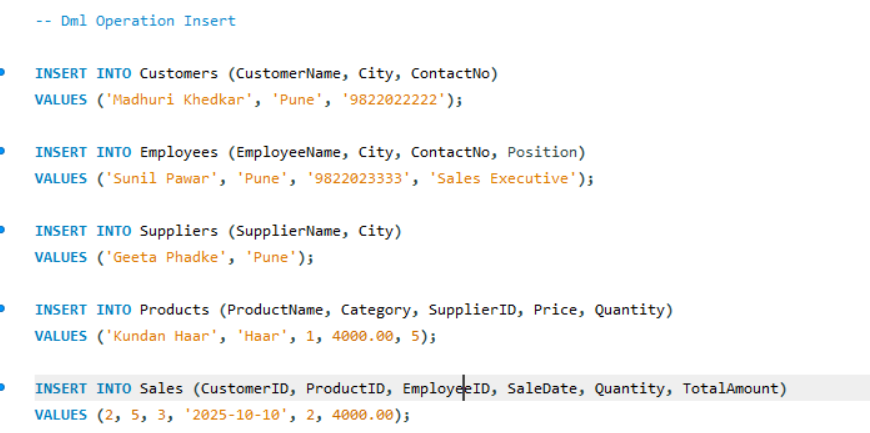 -- Dml Operation Insert
INSERT INTO Customers (CustomerName, City, ContactNo)
VALUES ('Madhuri Khedkar', 'Pune', '9822022222');
INSERT INTO Employees (EmployeeName, City, ContactNo, Position)
VALUES ('Sunil Pawar', 'Pune', '9822023333', 'Sales Executive');
INSERT INTO Suppliers (SupplierName, City)
VALUES ('Geeta Phadke', 'Pune');
INSERT INTO Products (ProductName, Category, SupplierID, Price, Quantity)
VALUES ('Kundan Haar', 'Haar', 1, 4000.00, 5);
INSERT INTO Sales (CustomerID, ProductID, EmployeeID, SaleDate, Quantity, TotalAmount)
VALUES (2, 5, 3, '2025-10-10', 2, 4000.00);